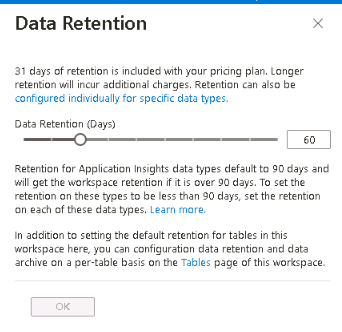 Data Retention
31 days of retention is included with your pricing plan. Longer
retention will incur additional charges. Retention can also be
configured individually for specific data types.
Data Retention (Days)
60
Retention for Application Insights data types default to 90 days and
will get the workspace retention if it is over 90 days. To set the
retention on these types to be less than 90 days, set the retention
on each of these data types. Learn more.
In addition to setting the default retention for tables in this
workspace here, you can configuration data retention and data
archive on a per-table basis on the Tables page of this workspace.
OK